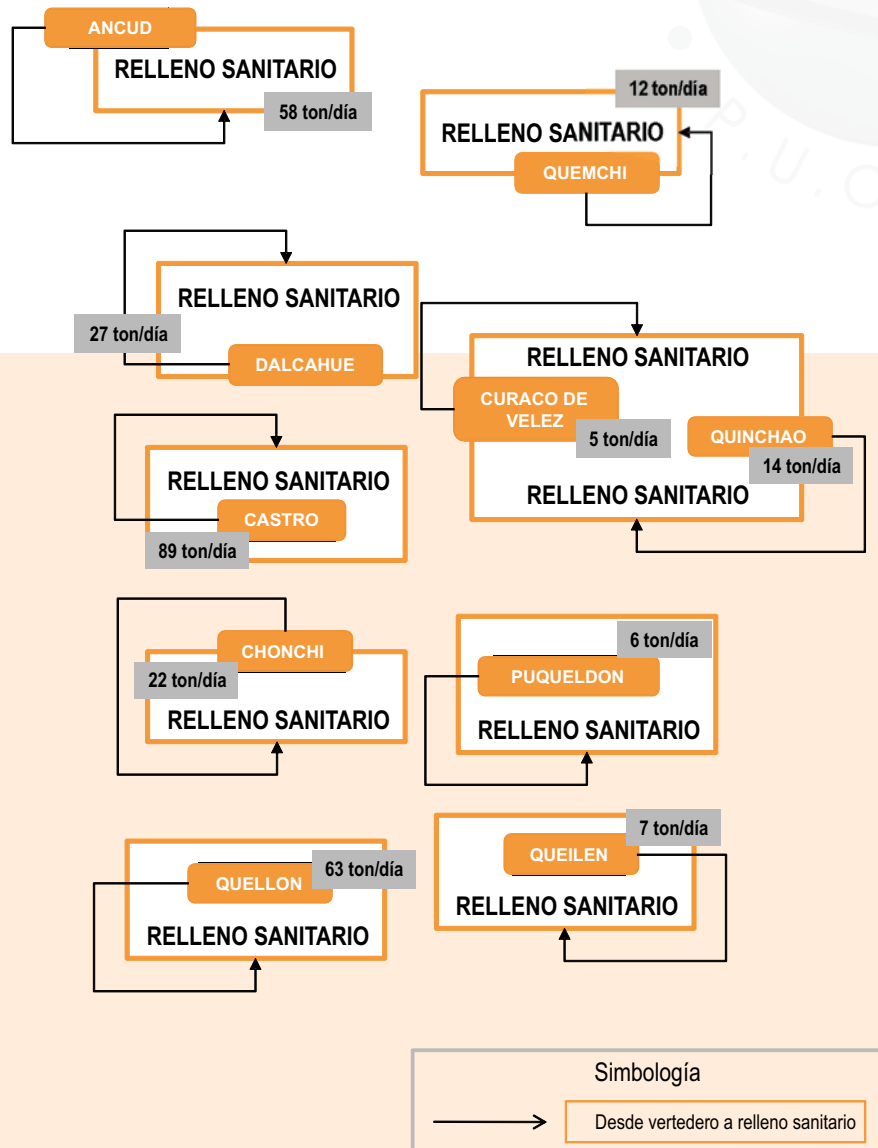 ANCUD
RELLENO SANITARIO
58 ton/día
12 ton/día
RELLENO SANITARIO
QUEMCHI
P.U.C
RELLENO SANITARIO
27 ton/día
DALCAHUE
RELLENO SANITARIO
CURACO DE
VELEZ
5 ton/día
QUINCHAO
14 ton/día
RELLENO SANITARIO
RELLENO SANITARIO
CASTRO
89 ton/día
CHONCHI
22 ton/día
RELLENO SANITARIO
6 ton/día
PUQUELDON
RELLENO SANITARIO
QUELLON
63 ton/día
RELLENO SANITARIO
7 ton/día
QUEILEN
RELLENO SANITARIO
Simbología
Desde vertedero a relleno sanitario